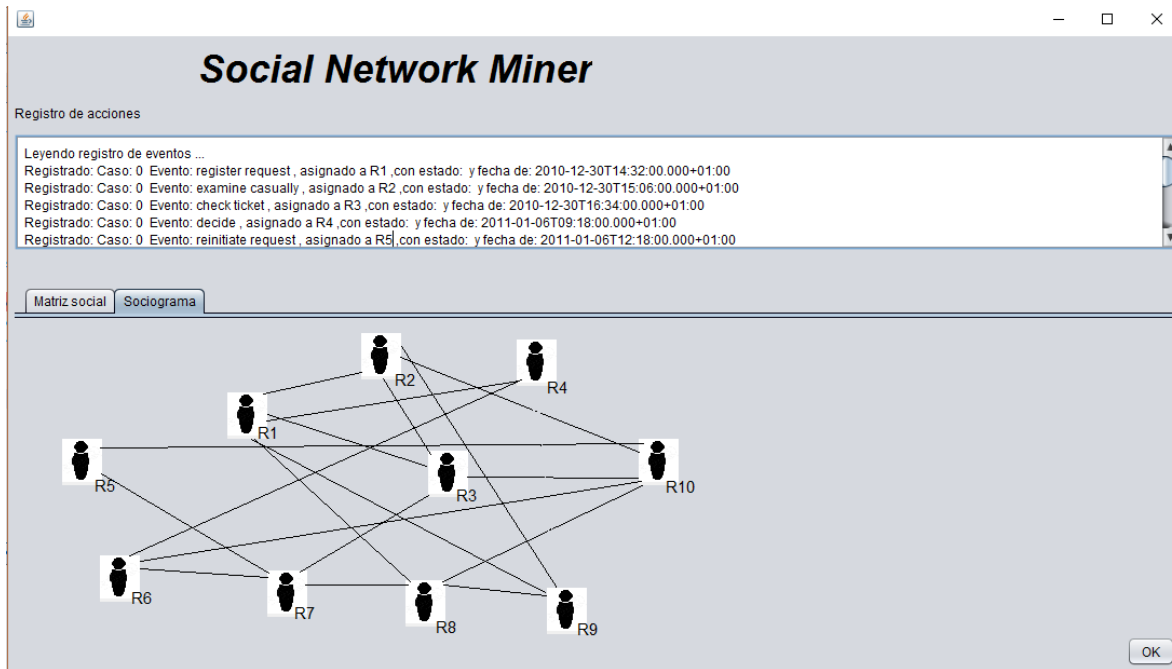 Social Network Miner
Registro de acciones
Leyendo registro de eventos ...
Registrado: Caso: 0 Evento: register request , asignado a R1 ,con estado: y fecha de: 2010-12-30T14:32:00.000+01:00
Registrado: Caso: 0 Evento: examine casually , asignado a R2 ,con estado: y fecha de: 2010-12-30T15:06:00.000+01:00
Registrado: Caso: 0 Evento: check ticket , asignado a R3 ,con estado: y fecha de: 2010-12-30T16:34:00.000+01:00
Registrado: Caso: 0 Evento: decide , asignado a R4 ,con estado: y fecha de: 2011-01-06T09:18:00.000+01:00
Registrado: Caso: 0 Evento: reinitiate request , asignado a R5 ,con estado: y fecha de: 2011-01-06T12:18:00.000+01:00
Matriz social Sociograma
R2
R4
R1
R5
R3
R10
R6
R7
R8
R9
OK